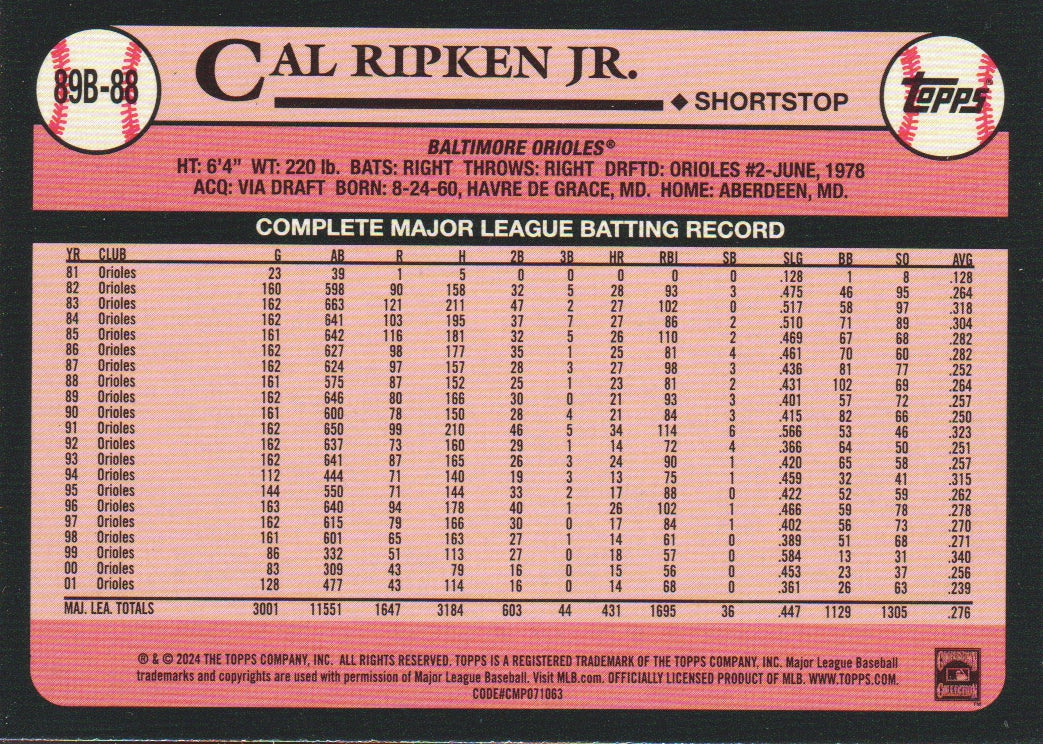 89B-88
CAL RIPKEN JR.
SHORTSTOP
TOPPS®
BALTIMORE ORIOLES®
HT: 6'4" WT: 220 lb. BATS: RIGHT THROWS: RIGHT DRFTD: ORIOLES #2-JUNE, 1978
ACQ: VIA DRAFT BORN: 8-24-60, HAVRE DE GRACE, MD. HOME: ABERDEEN, MD.
COMPLETE MAJOR LEAGUE BATTING RECORD
YR CLUB G AB R H 2B 3B HR RBI SB SLG BB SO AVG
81 Orioles 23 39 1 5 0 0 0 0 0 .128 1 8 .128
82 Orioles 160 598 90 158 32 5 28 93 3 .475 46 95 .264
83 Orioles 162 663 121 211 47 2 27 102 0 .517 58 97 .318
84 Orioles 162 641 103 195 37 7 27 86 2 .510 71 89 .304
85 Orioles 161 642 116 181 32 5 26 110 2 .469 67 68 .282
86 Orioles 162 627 98 177 35 1 25 81 4 .461 70 60 .282
87 Orioles 162 624 97 157 28 3 27 98 3 .436 81 77 .252
88 Orioles 161 575 87 152 25 1 23 81 2 .431 102 69 .264
89 Orioles 162 646 80 166 30 0 21 93 3 .401 57 72 .257
90 Orioles 161 600 78 150 28 4 21 84 3 .415 82 66 .250
91 Orioles 162 650 99 210 46 5 34 114 6 .566 53 46 .323
92 Orioles 162 637 73 160 29 1 14 72 4 .366 64 50 .251
93 Orioles 162 641 87 165 26 3 24 90 1 .420 65 58 .257
94 Orioles 112 444 71 140 19 3 13 75 1 .459 32 41 .315
95 Orioles 144 550 71 144 33 2 17 88 0 .422 52 59 .262
96 Orioles 163 640 94 178 40 1 26 102 1 .466 59 78 .278
97 Orioles 162 615 79 166 30 0 17 84 1 .402 56 73 .270
98 Orioles 161 601 65 163 27 1 14 61 0 .389 51 68 .271
99 Orioles 86 332 51 113 27 0 18 57 0 .584 13 31 .340
00 Orioles 83 309 43 79 16 0 15 56 0 .453 23 37 .256
01 Orioles 128 477 43 114 16 0 14 68 0 .361 26 63 .239
MAJ. LEA. TOTALS 3001 11551 1647 3184 603 44 431 1695 36 .447 1129 1305 .276
® & © 2024 THE TOPPS COMPANY, INC. ALL RIGHTS RESERVED. TOPPS IS A REGISTERED TRADEMARK OF THE TOPPS COMPANY, INC. Major League Baseball
trademarks and copyrights are used with permission of Major League Baseball. Visit MLB.com. OFFICIALLY LICENSED PRODUCT OF MLB. WWW.TOPPS.COM.
CODE#CMP071063